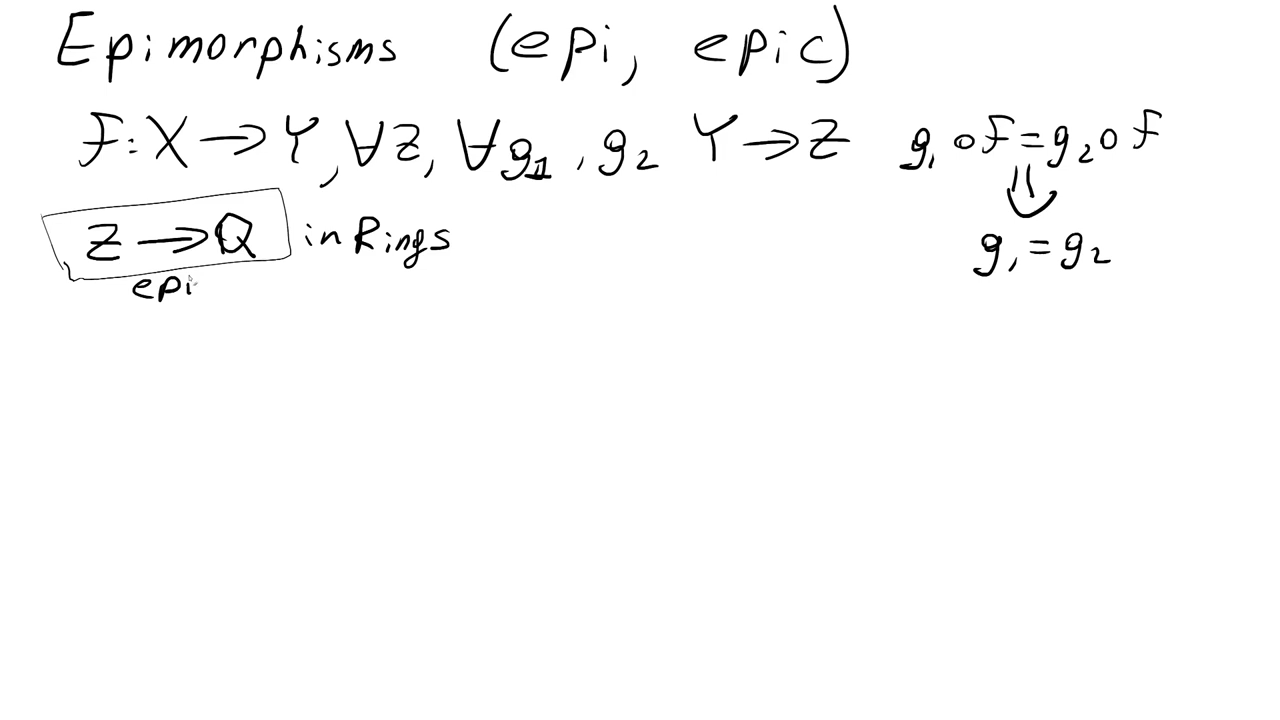 Epimorphisms (epi, epic)
F: X → Y, ∀Z, ∀g₁, g₂ Y → Z g₁ ∘ F = g₂ ∘ F
⇓
Z → Q in Rings g₁ = g₂
epi